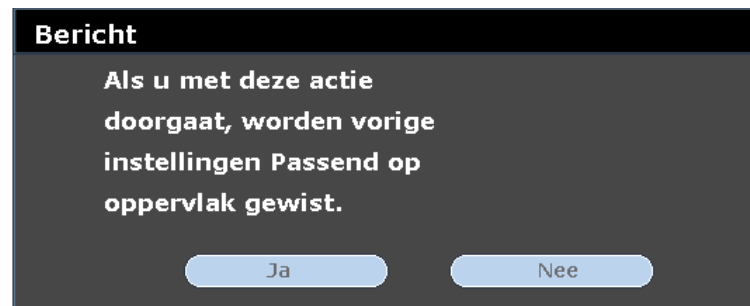 Bericht
Als u met deze actie
doorgaat, worden vorige
instellingen Passend op
oppervlak gewist.
Ja
Nee